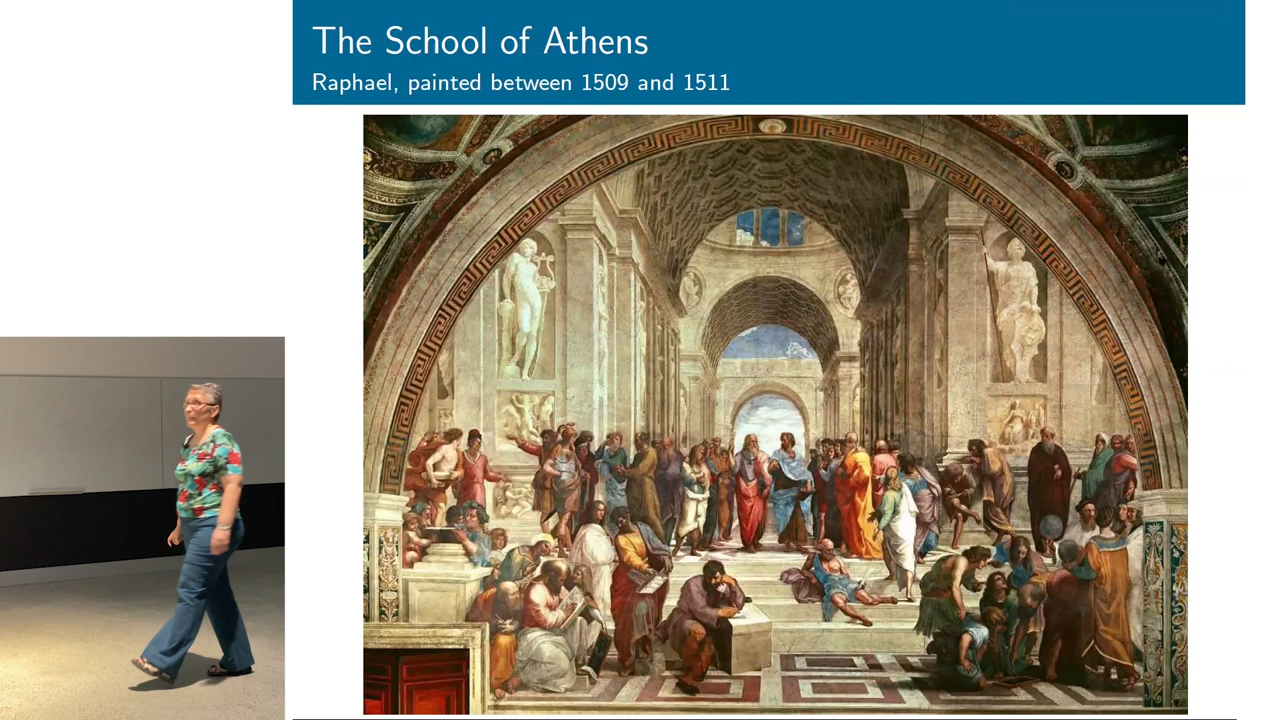 The School of Athens
Raphael, painted between 1509 and 1511